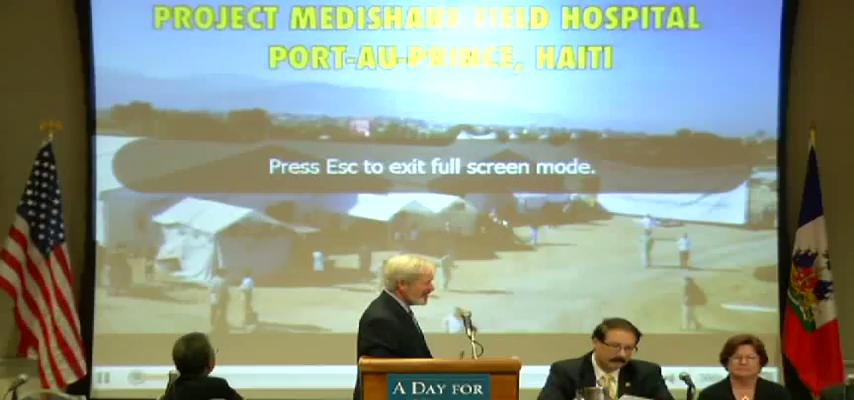 PROJECT MEDISHARE FIELD HOSPITAL
PORT-AU-PRINCE, HAITI
Press Esc to exit full screen mode.
A DAY FOR